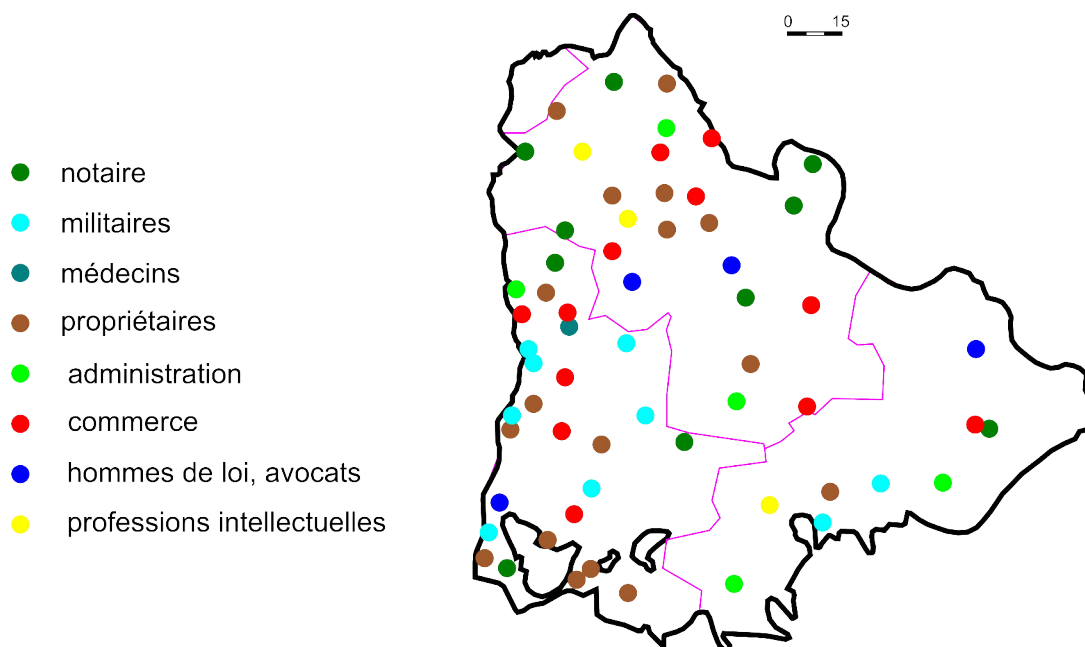 0 15
notaire
militaires
médecins
propriétaires
administration
commerce
hommes de loi, avocats
professions intellectuelles